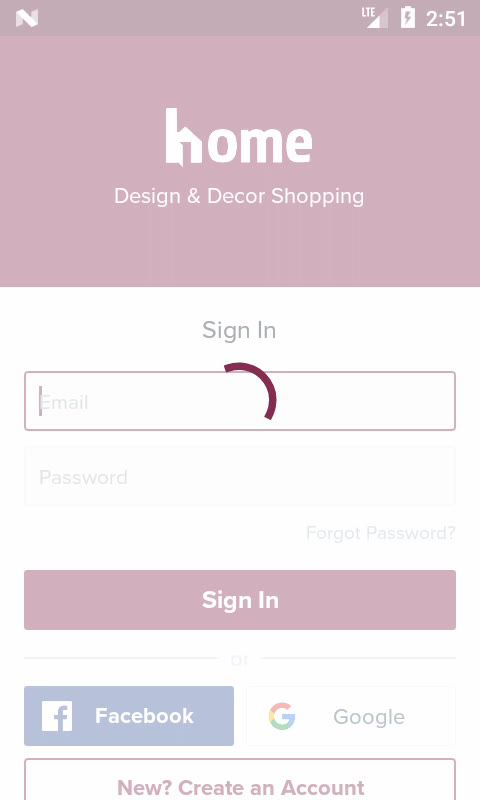 LTE 2:51
home
Design & Decor Shopping
Sign In
Email
Password
Forgot Password?
Sign In
or
Facebook
Google
New? Create an Account